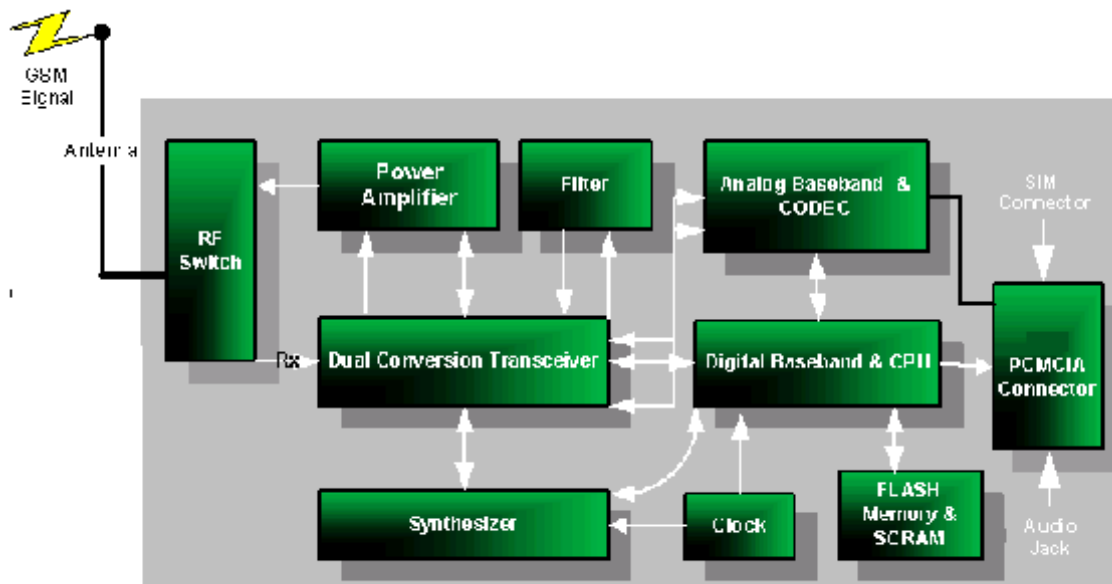 GSM
Signal
Antenna
RF
Switch
Power
Amplifier
Filter
Analog Baseband &
CODEC
SIM
Connector
Rx
Dual Conversion Transceiver
Digital Baseband & CPU
PCMCIA
Connector
Synthesizer
Clock
FLASH
Memory &
SCRAM
Audio
Jack